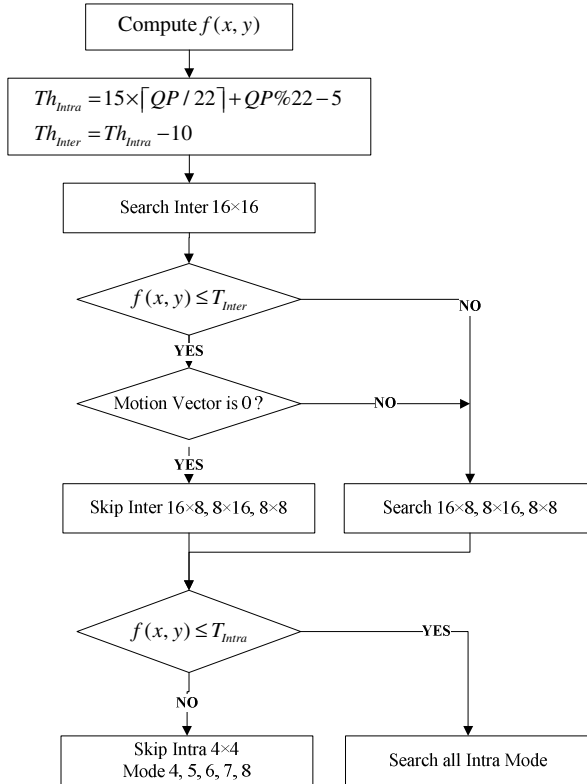 Compute f(x, y)
Th_Intra = 15×⌈QP / 22⌉ + QP%22 − 5
Th_Inter = Th_Intra − 10
Search Inter 16×16
f(x, y) ≤ T_Inter
NO
YES
Motion Vector is 0 ?
NO
YES
Skip Inter 16×8, 8×16, 8×8
Search 16×8, 8×16, 8×8
f(x, y) ≤ T_Intra
YES
NO
Skip Intra 4×4
Mode 4, 5, 6, 7, 8
Search all Intra Mode